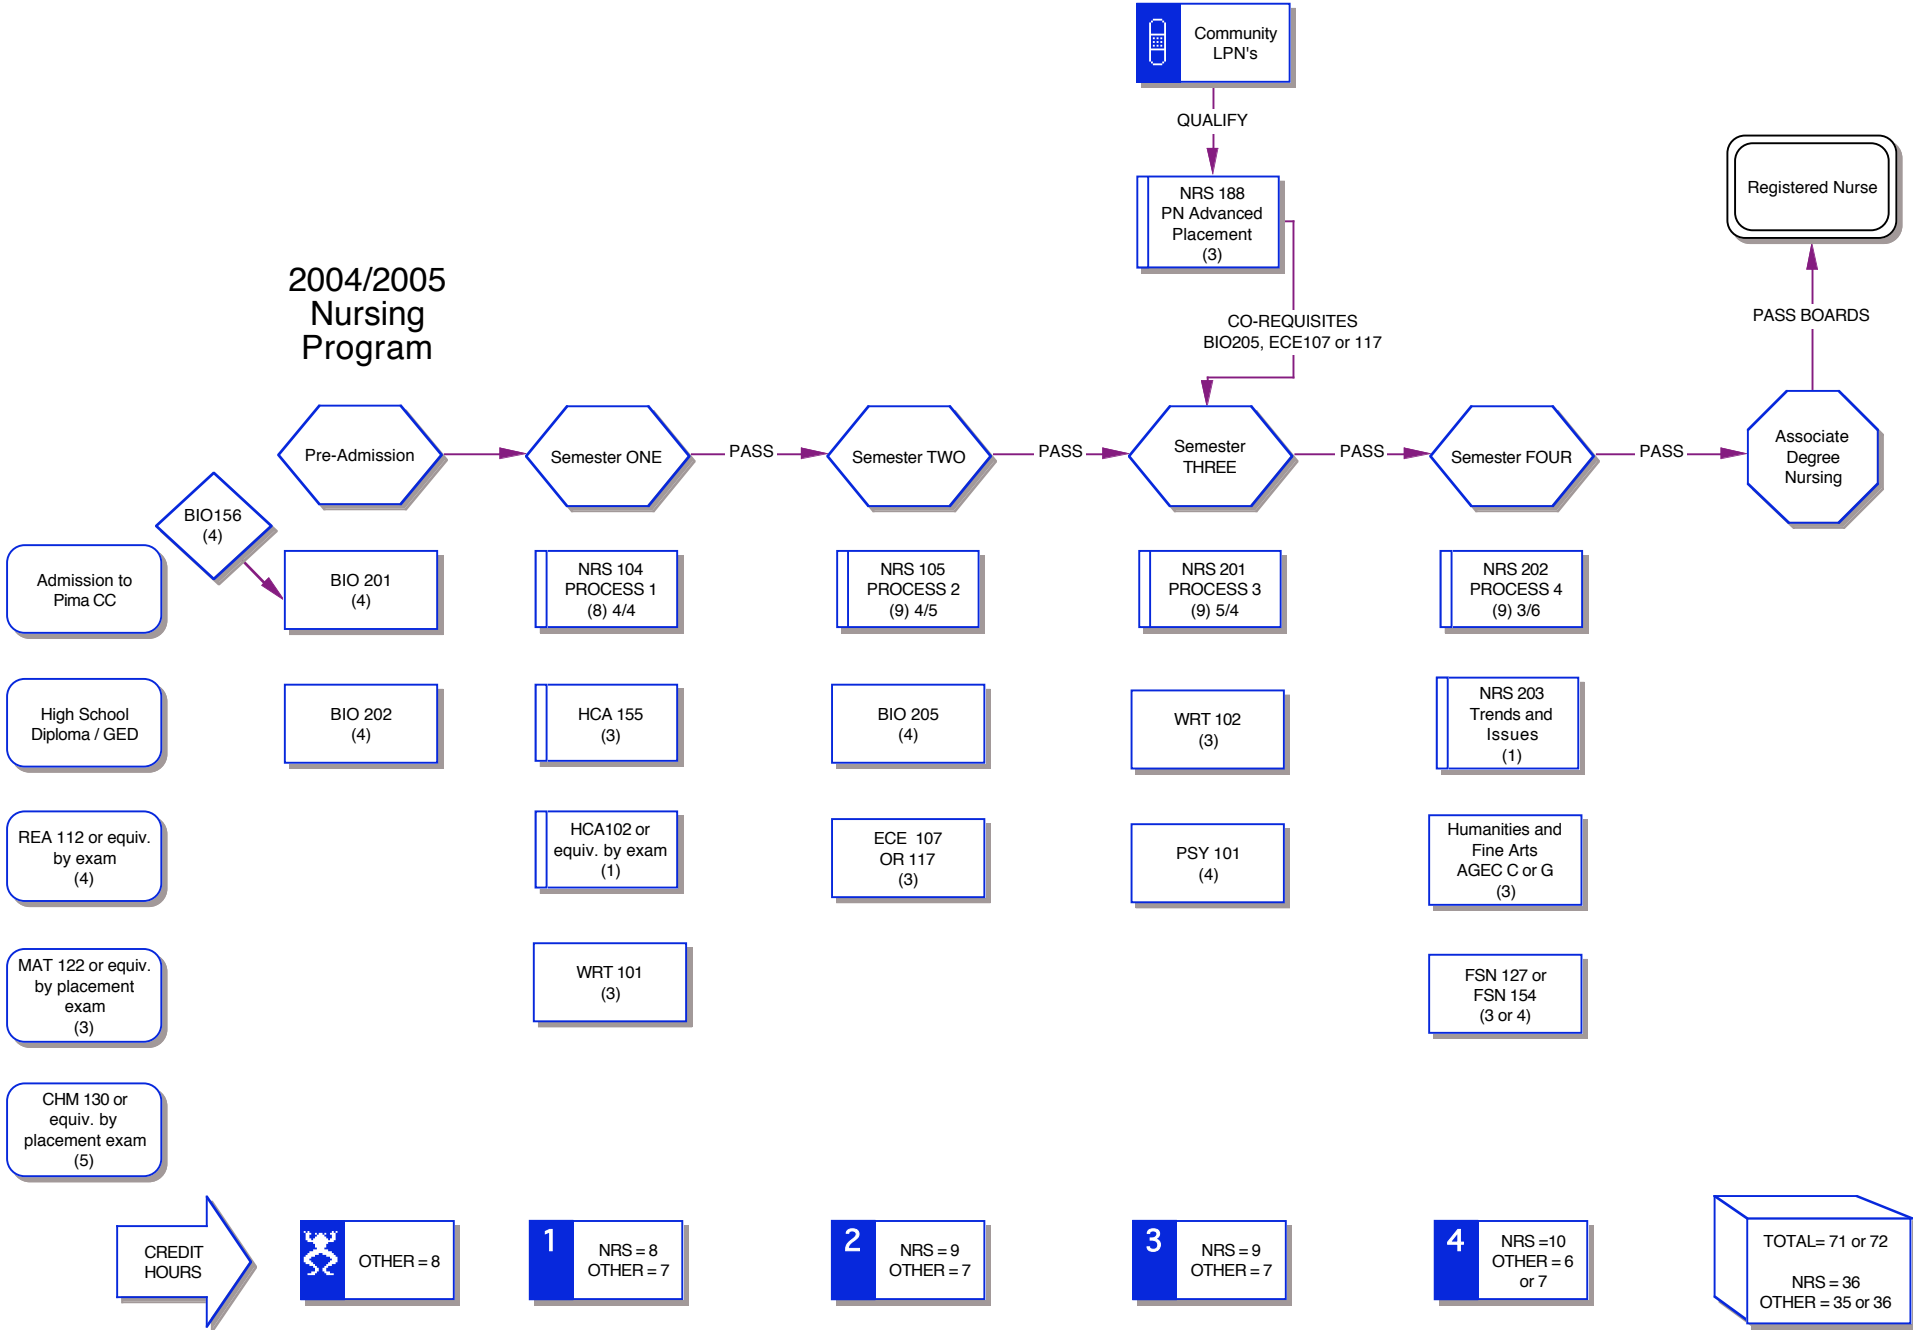 Community
LPN's
QUALIFY
NRS 188
PN Advanced
Placement
(3)
Registered Nurse
2004/2005
Nursing
Program
CO-REQUISITES
BIO205, ECE107 or 117
PASS BOARDS
Pre-Admission
Semester ONE
PASS
Semester TWO
PASS
Semester
THREE
PASS
Semester FOUR
PASS
Associate
Degree
Nursing
BIO156
(4)
Admission to
Pima CC
BIO 201
(4)
NRS 104
PROCESS 1
(8) 4/4
NRS 105
PROCESS 2
(9) 4/5
NRS 201
PROCESS 3
(9) 5/4
NRS 202
PROCESS 4
(9) 3/6
High School
Diploma / GED
BIO 202
(4)
HCA 155
(3)
BIO 205
(4)
WRT 102
(3)
NRS 203
Trends and
Issues
(1)
REA 112 or equiv.
by exam
(4)
HCA102 or
equiv. by exam
(1)
ECE 107
OR 117
(3)
PSY 101
(4)
Humanities and
Fine Arts
AGEC C or G
(3)
MAT 122 or equiv.
by placement
exam
(3)
WRT 101
(3)
FSN 127 or
FSN 154
(3 or 4)
CHM 130 or
equiv. by
placement exam
(5)
CREDIT
HOURS
OTHER = 8
1
NRS = 8
OTHER = 7
2
NRS = 9
OTHER = 7
3
NRS = 9
OTHER = 7
4
NRS =10
OTHER = 6
or 7
TOTAL= 71 or 72
NRS = 36
OTHER = 35 or 36